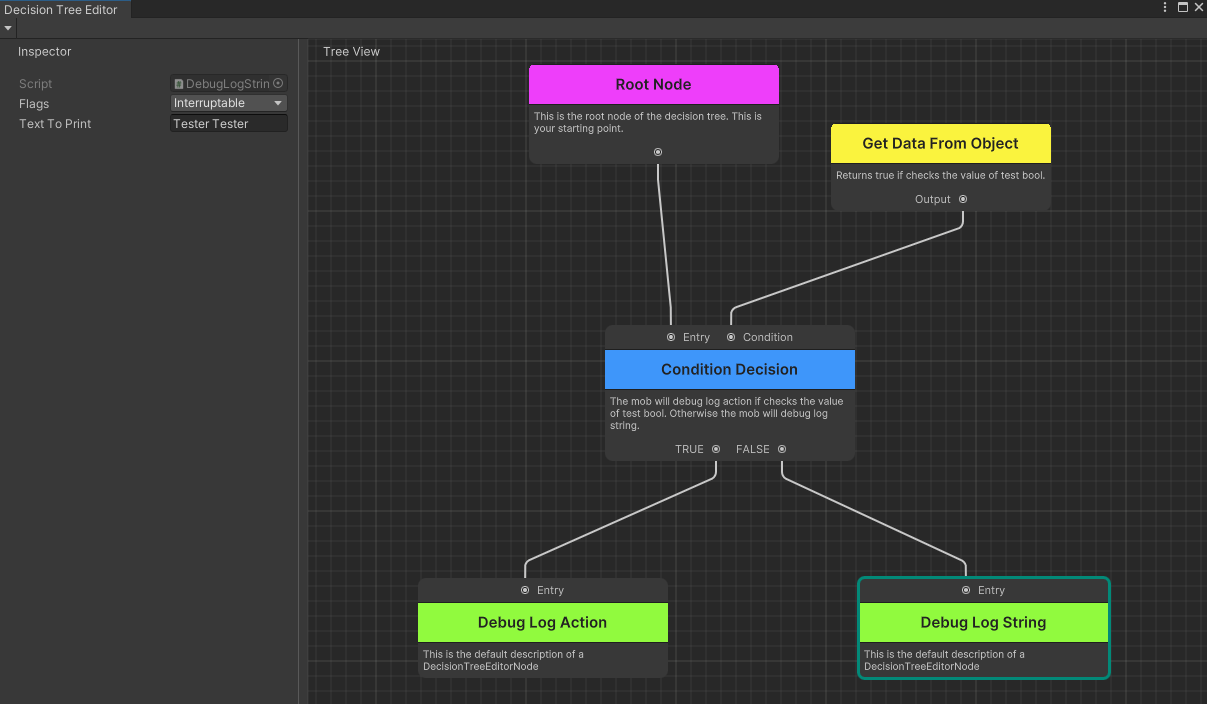 Decision Tree Editor
Inspector
Script
DebugLogStrin
Flags
Interruptable
Text To Print
Tester Tester
Tree View
Root Node
This is the root node of the decision tree. This is
your starting point.
Get Data From Object
Returns true if checks the value of test bool.
Output
Entry
Condition
Condition Decision
The mob will debug log action if checks the value
of test bool. Otherwise the mob will debug log
string.
TRUE
FALSE
Entry
Debug Log Action
This is the default description of a
DecisionTreeEditorNode
Entry
Debug Log String
This is the default description of a
DecisionTreeEditorNode